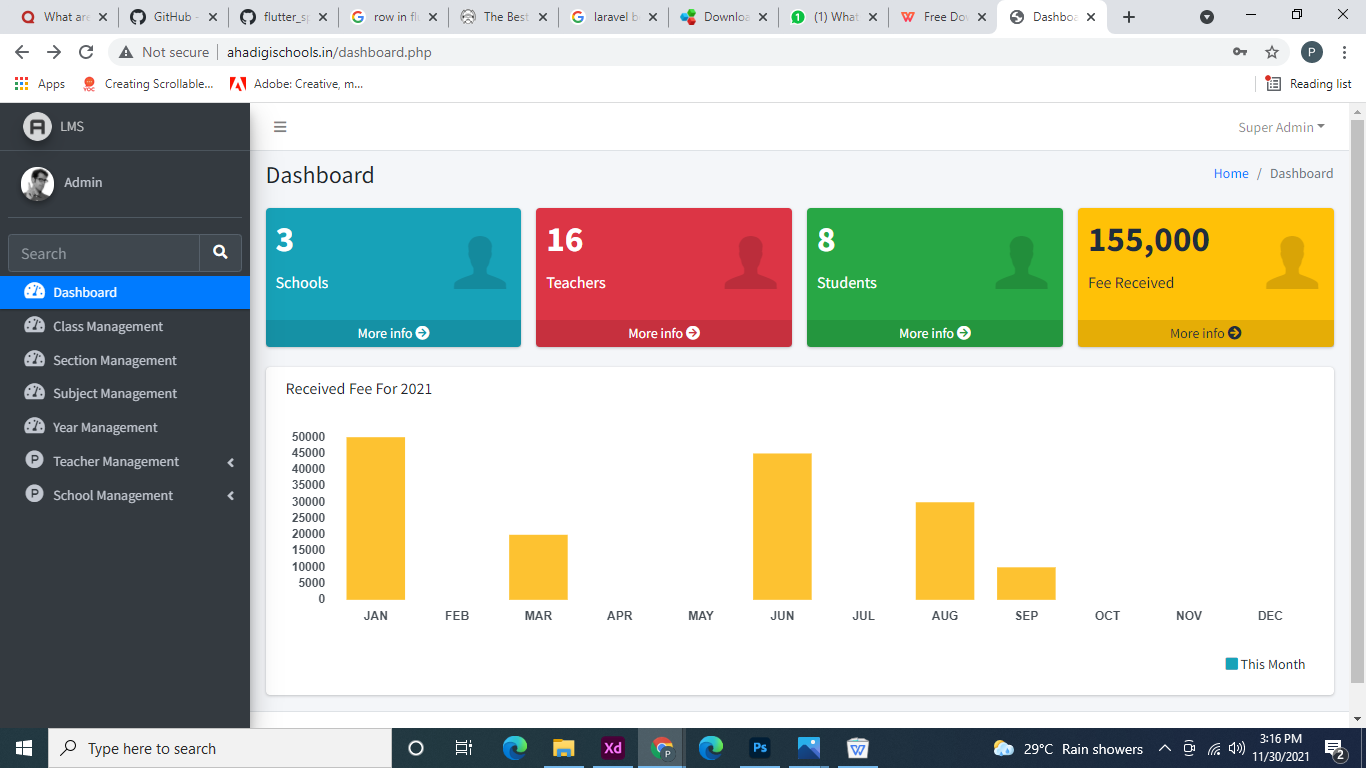 What are
GitHub -
flutter_sp
row in fl
The Best
laravel b
Downloa
(1) What
Free Dow
Dashboa
Not secure
ahadigischools.in/dashboard.php
P
Apps
Creating Scrollable...
Adobe: Creative, m...
Reading list
LMS
Super Admin
Admin
Dashboard
Home / Dashboard
Search
3
Schools
More info
16
Teachers
More info
8
Students
More info
155,000
Fee Received
More info
Dashboard
Class Management
Section Management
Subject Management
Year Management
P Teacher Management
P School Management
Received Fee For 2021
50000
45000
40000
35000
30000
25000
20000
15000
10000
5000
0
JAN FEB MAR APR MAY JUN JUL AUG SEP OCT NOV DEC
This Month
Type here to search
Xd
P
Ps
W
29°C Rain showers
3:16 PM
11/30/2021
2